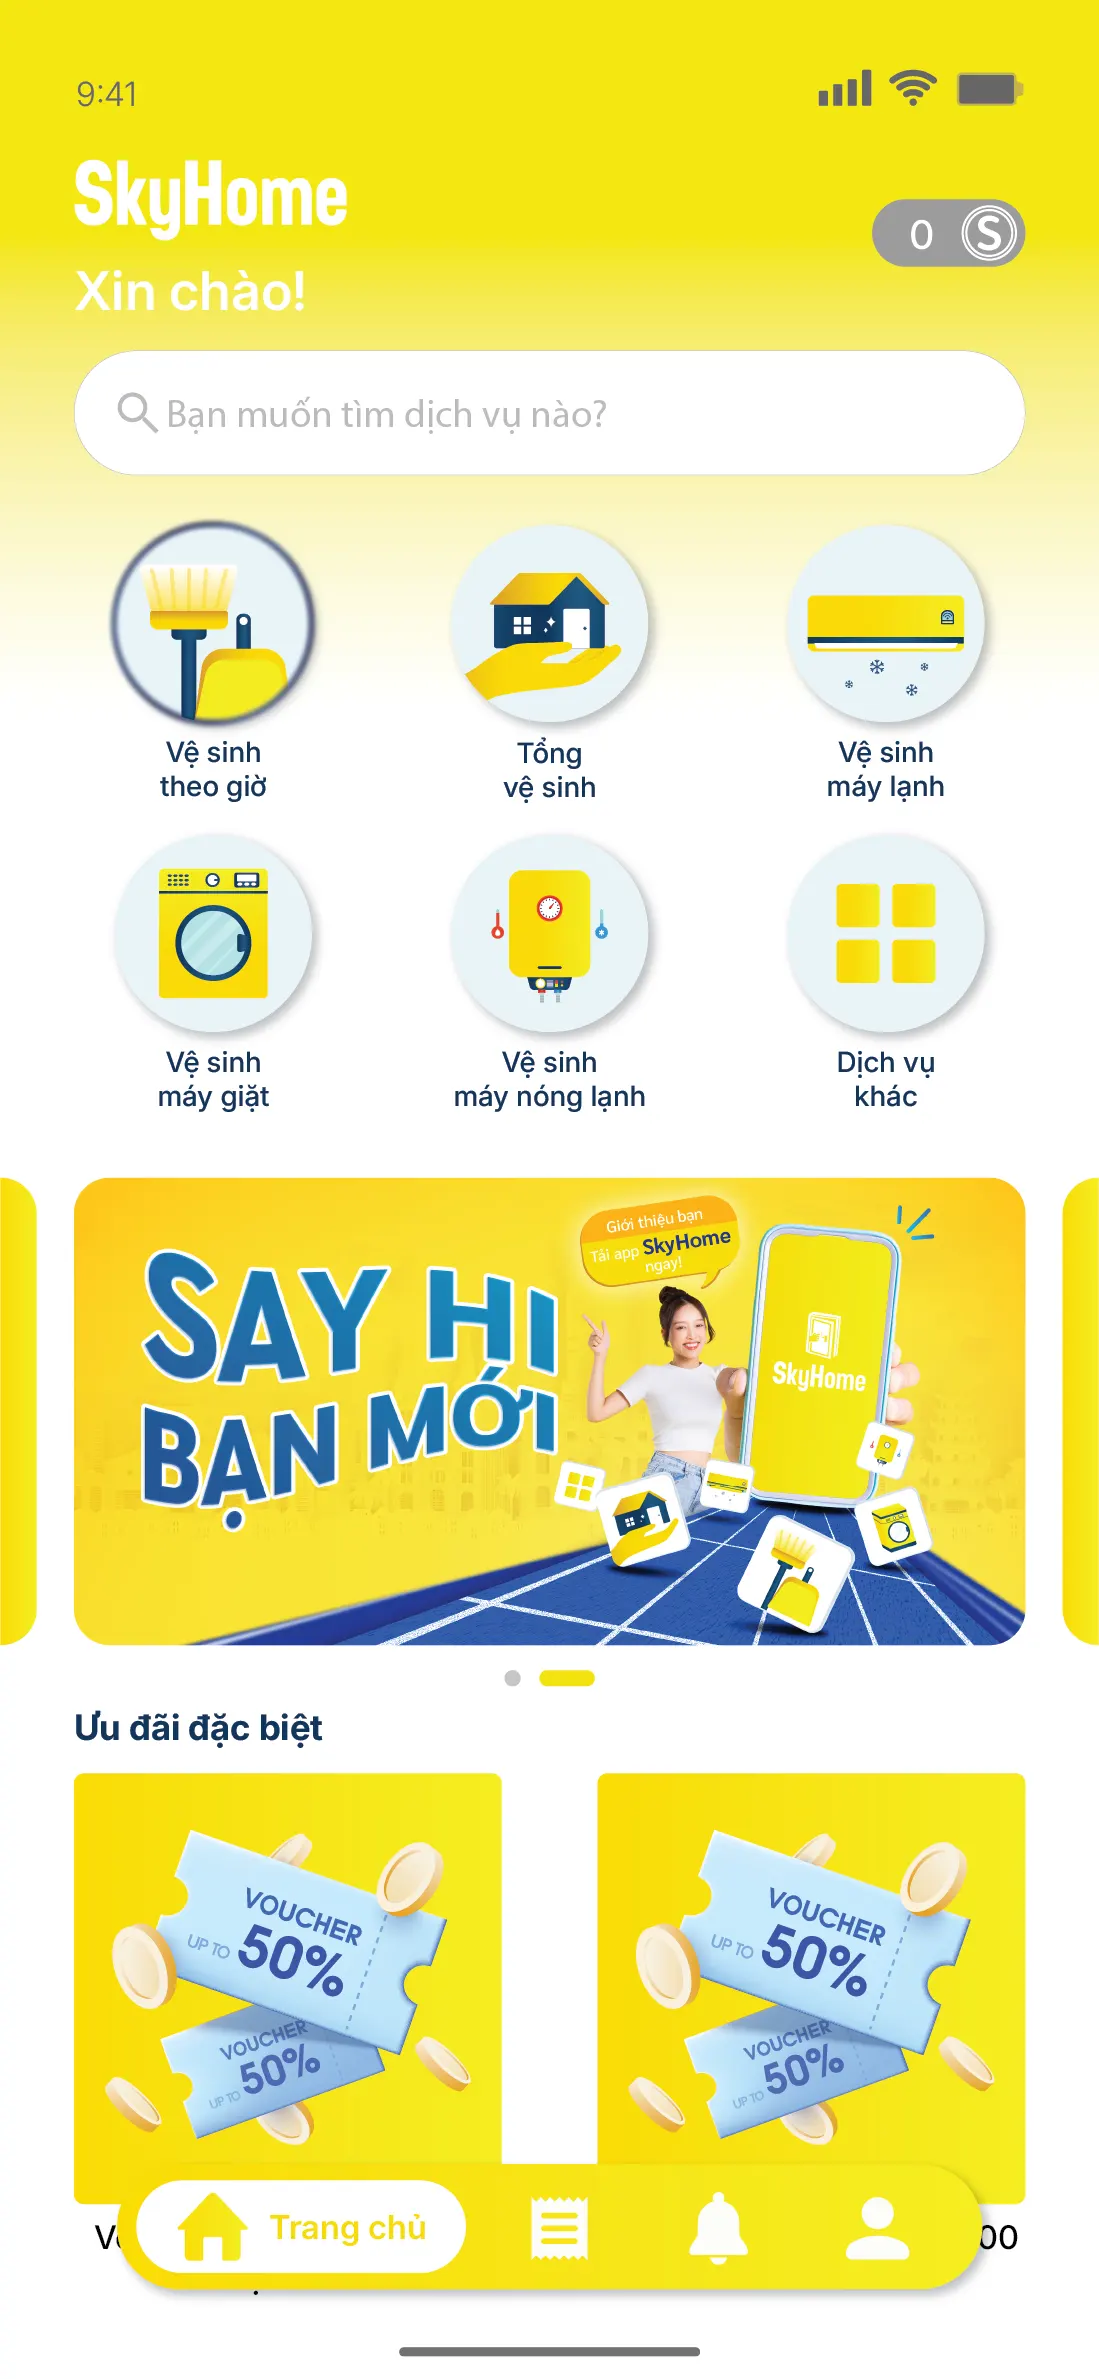 9:41
SkyHome
0 S
Xin chào!
Bạn muốn tìm dịch vụ nào?
Vệ sinh
theo giờ
Tổng
vệ sinh
Vệ sinh
máy lạnh
Vệ sinh
máy giặt
Vệ sinh
máy nóng lạnh
Dịch vụ
khác
SAY HI
BẠN MỚI
Giới thiệu bạn
Tải app SkyHome
ngay!
SkyHome
Ưu đãi đặc biệt
VOUCHER
UP TO 50%
VOUCHER
UP TO 50%
VOUCHER
UP TO 50%
VOUCHER
UP TO 50%
Trang chủ
00